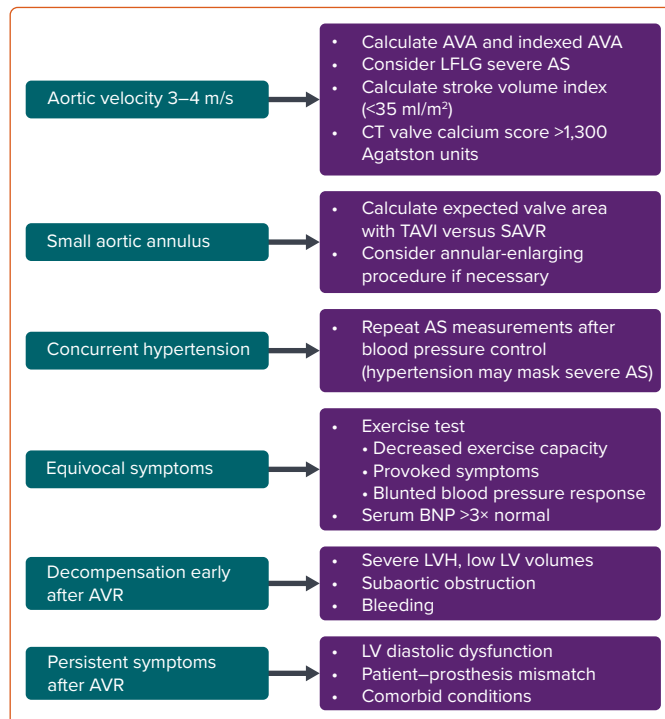 Aortic velocity 3–4 m/s
• Calculate AVA and indexed AVA
• Consider LFLG severe AS
• Calculate stroke volume index
(<35 ml/m²)
• CT valve calcium score >1,300
Agatston units
Small aortic annulus
• Calculate expected valve area
with TAVI versus SAVR
• Consider annular-enlarging
procedure if necessary
Concurrent hypertension
• Repeat AS measurements after
blood pressure control
(hypertension may mask severe AS)
Equivocal symptoms
• Exercise test
• Decreased exercise capacity
• Provoked symptoms
• Blunted blood pressure response
• Serum BNP >3× normal
Decompensation early
after AVR
• Severe LVH, low LV volumes
• Subaortic obstruction
• Bleeding
Persistent symptoms
after AVR
• LV diastolic dysfunction
• Patient–prosthesis mismatch
• Comorbid conditions